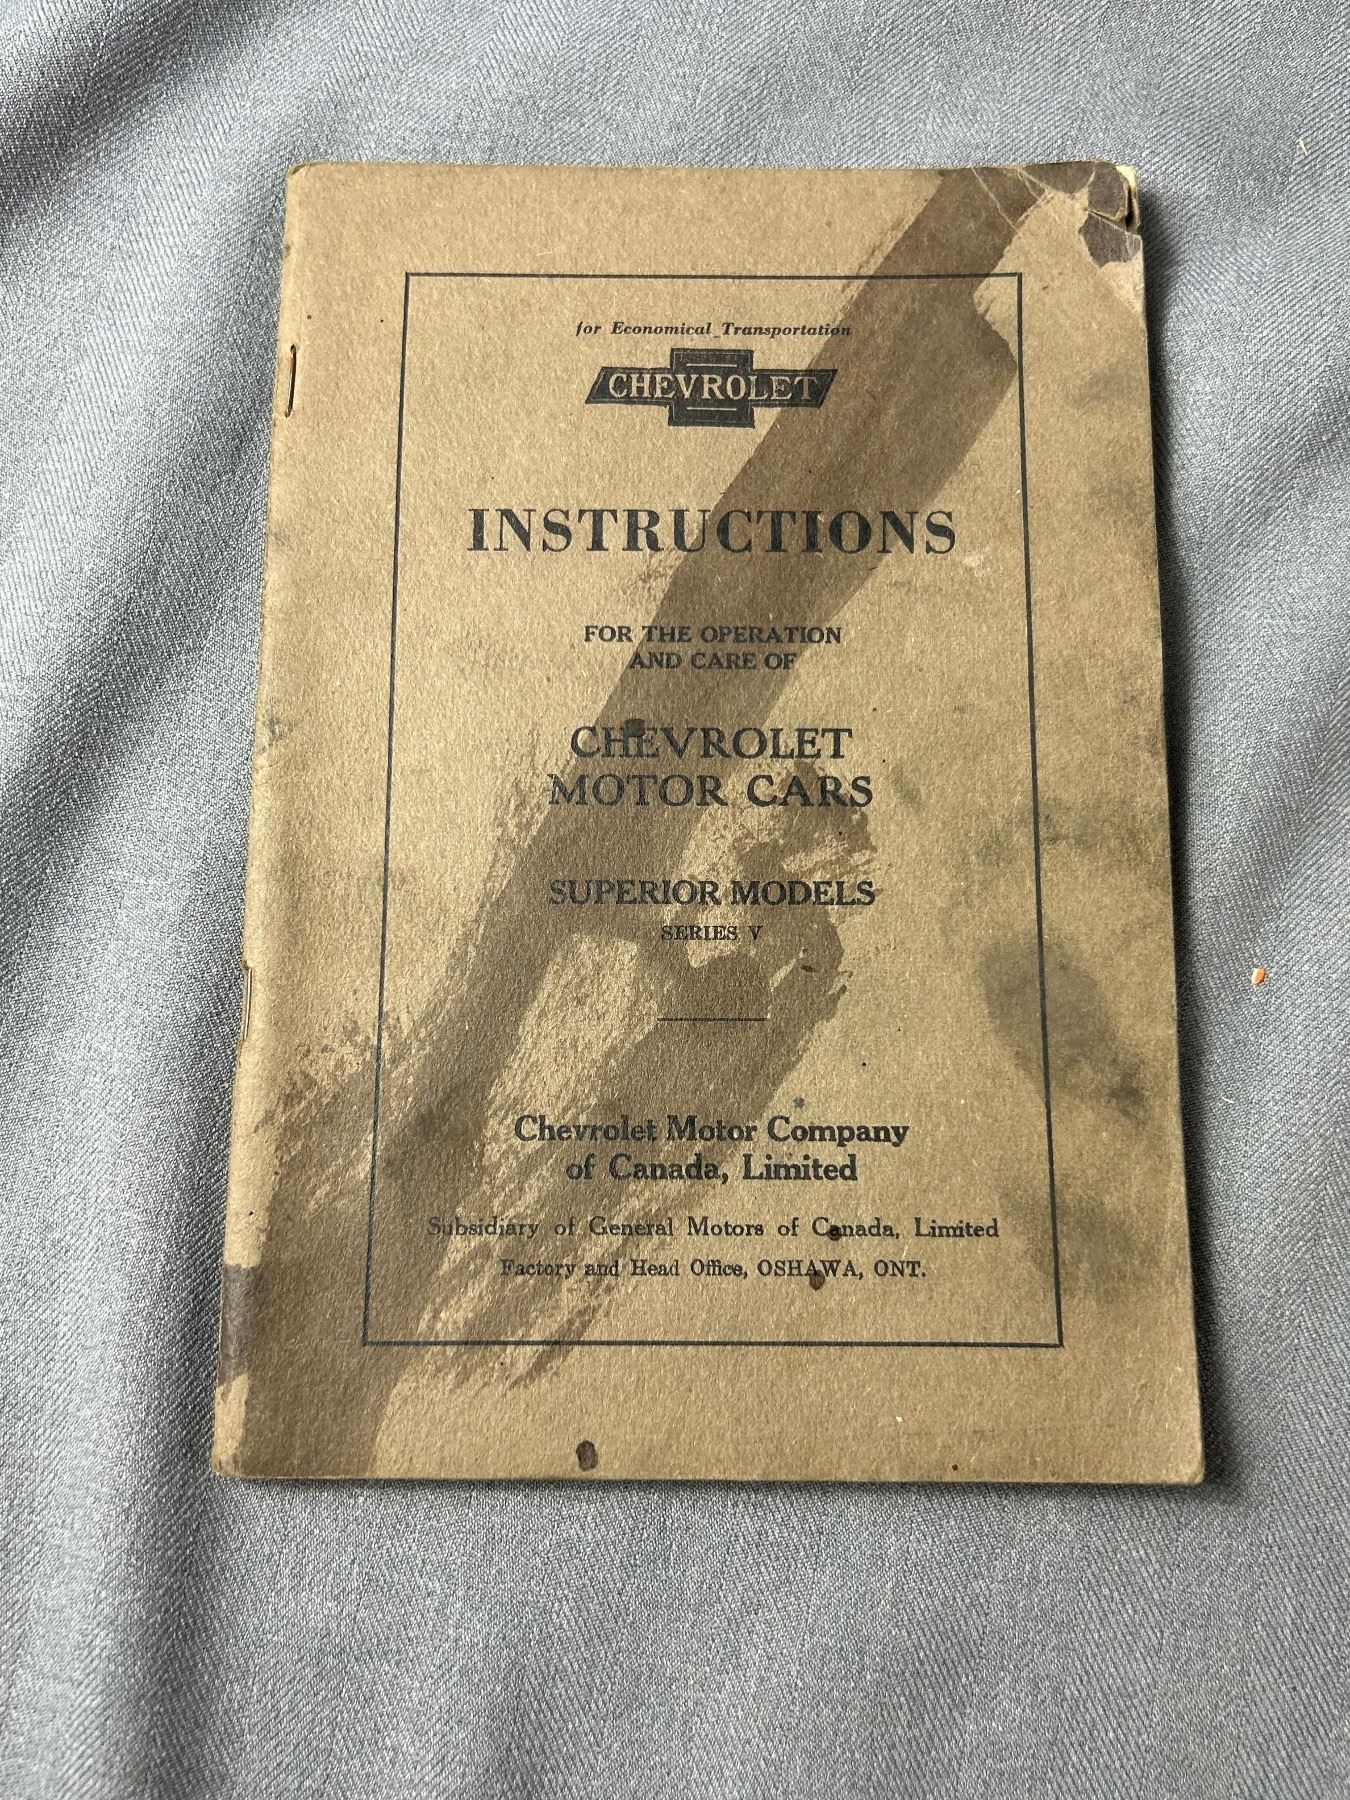 for Economical Transportation
CHEVROLET
INSTRUCTIONS
FOR THE OPERATION
AND CARE OF
CHEVROLET
MOTOR CARS
SUPERIOR MODELS
SERIES V
Chevrolet Motor Company
of Canada, Limited
Subsidiary of General Motors of Canada, Limited
Factory and Head Office, OSHAWA, ONT.